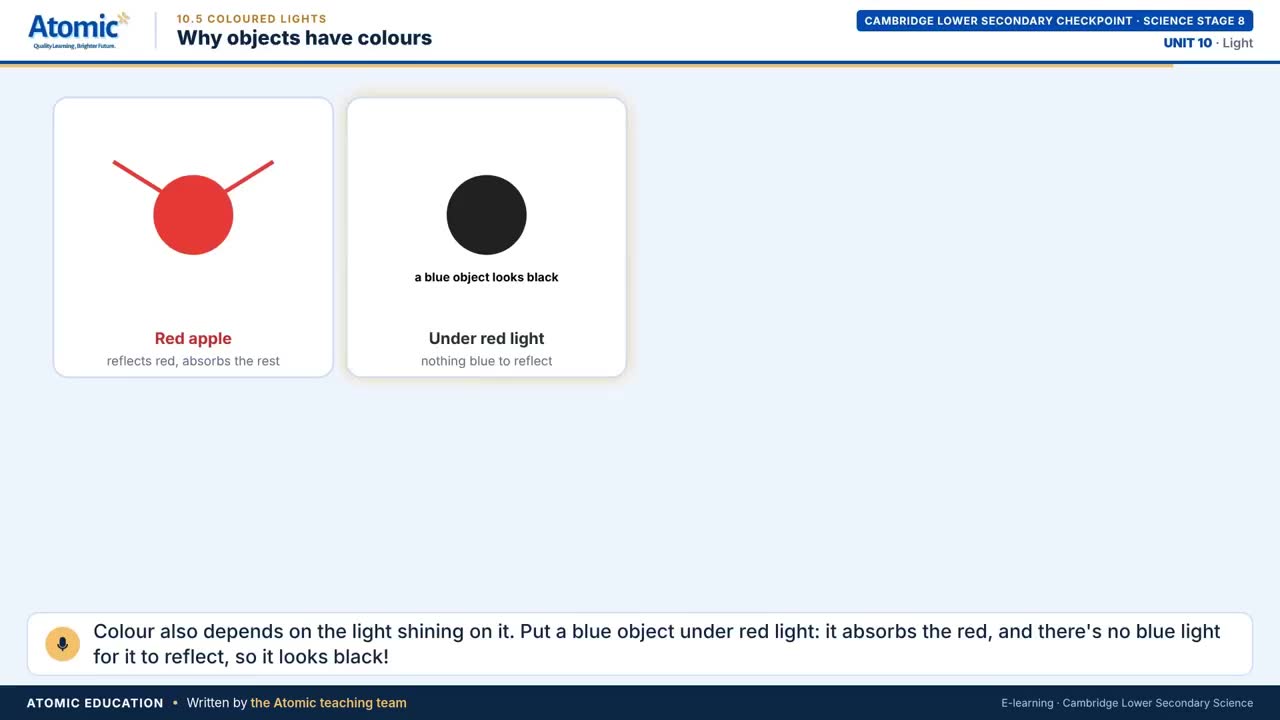 Atomic
Quality Learning, Brighter Future.
10.5 COLOURED LIGHTS
Why objects have colours
CAMBRIDGE LOWER SECONDARY CHECKPOINT · SCIENCE STAGE 8
UNIT 10 · Light
Red apple
reflects red, absorbs the rest
a blue object looks black
Under red light
nothing blue to reflect
Colour also depends on the light shining on it. Put a blue object under red light: it absorbs the red, and there's no blue light
for it to reflect, so it looks black!
ATOMIC EDUCATION • Written by the Atomic teaching team
E-learning · Cambridge Lower Secondary Science